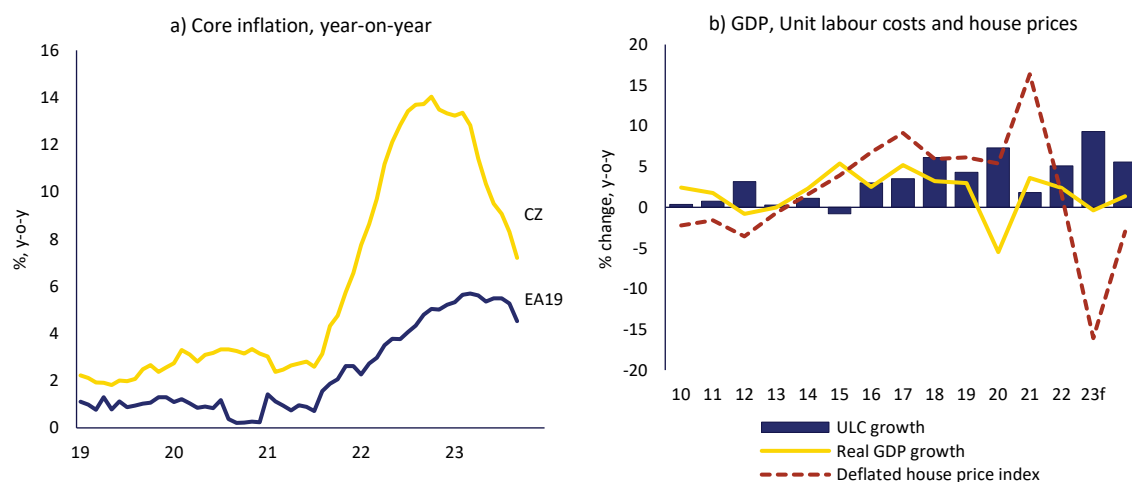 a) Core inflation, year-on-year
%, y-o-y
16
14
12
10
8
6
4
2
0
19 20 21 22 23
CZ
EA19
b) GDP, Unit labour costs and house prices
% change, y-o-y
20
15
10
5
0
-5
-10
-15
-20
10 11 12 13 14 15 16 17 18 19 20 21 22 23f
ULC growth
Real GDP growth
Deflated house price index